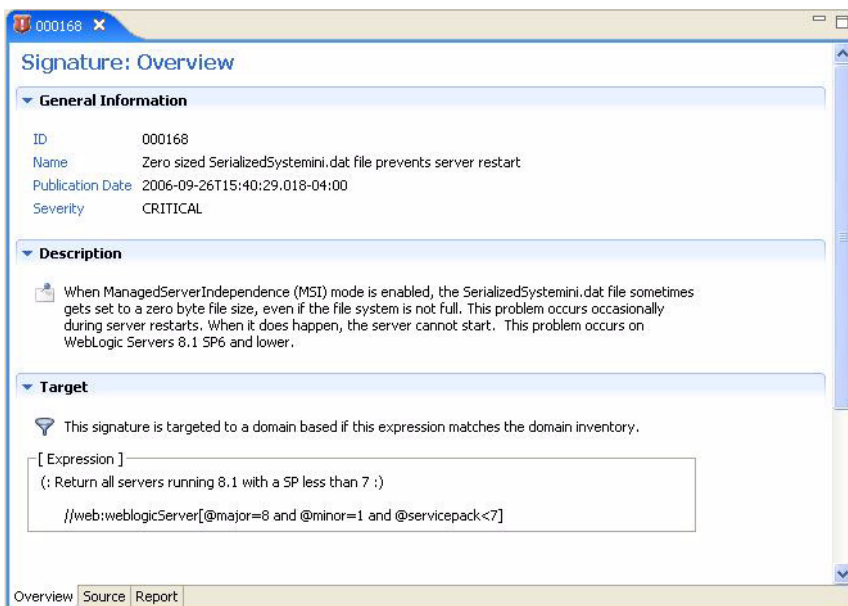 000168
Signature: Overview
General Information
ID 000168
Name Zero sized SerializedSystemini.dat file prevents server restart
Publication Date 2006-09-26T15:40:29.018-04:00
Severity CRITICAL
Description
When ManagedServerIndependence (MSI) mode is enabled, the SerializedSystemini.dat file sometimes
gets set to a zero byte file size, even if the file system is not full. This problem occurs occasionally
during server restarts. When it does happen, the server cannot start. This problem occurs on
WebLogic Servers 8.1 SP6 and lower.
Target
This signature is targeted to a domain based if this expression matches the domain inventory.
[ Expression ]
(: Return all servers running 8.1 with a SP less than 7 :)
//web:weblogicServer[@major=8 and @minor=1 and @servicepack<7]
Overview Source Report